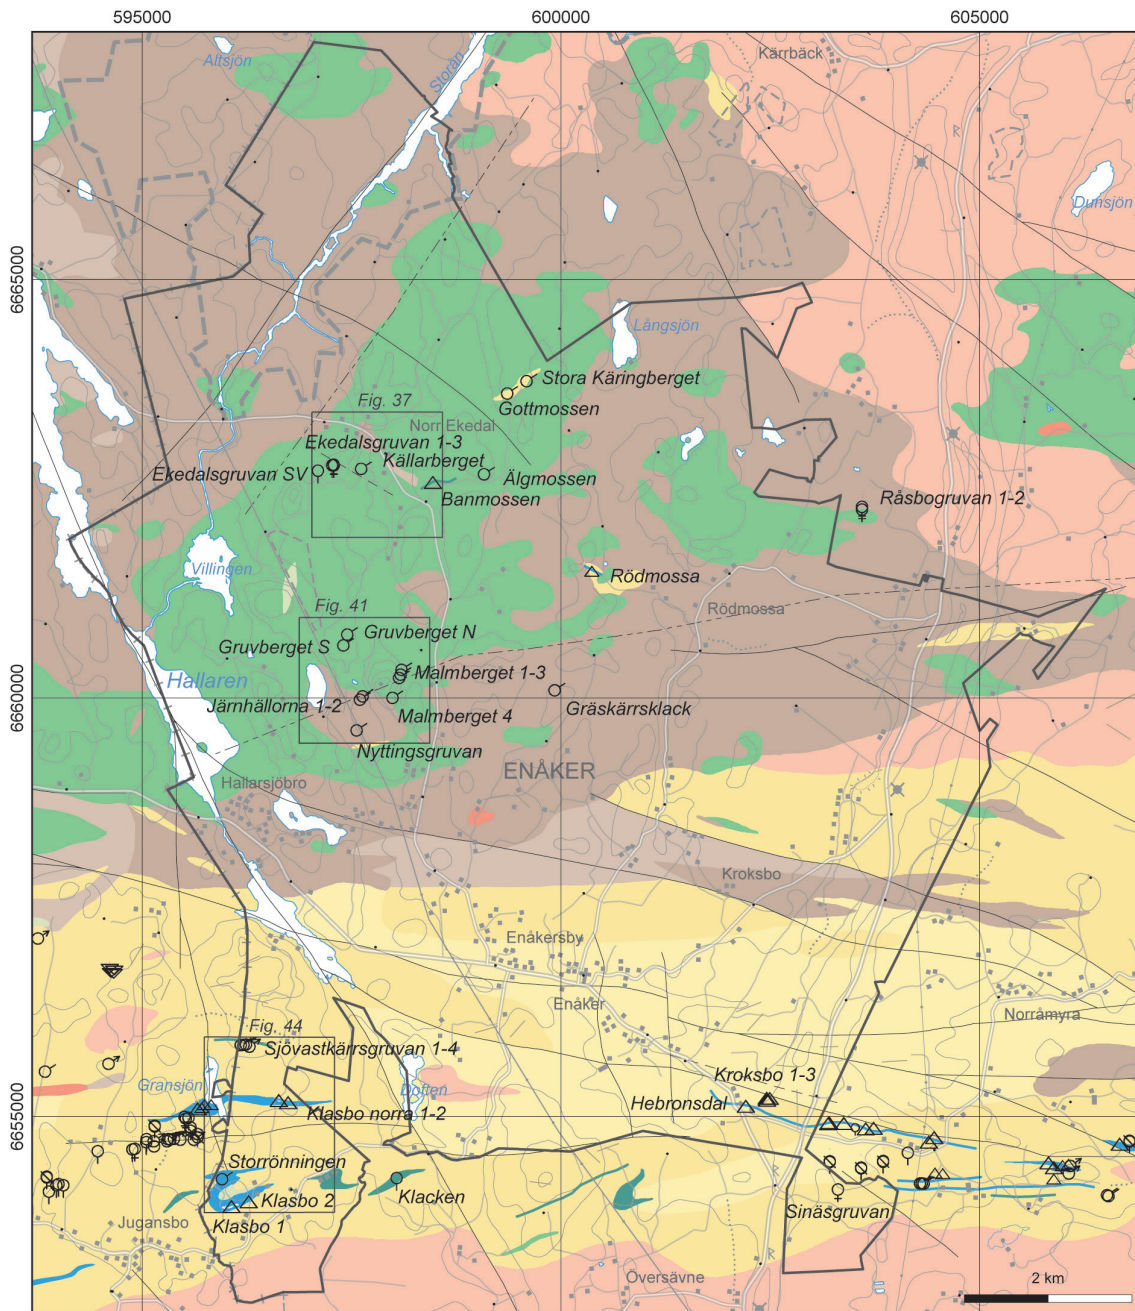 595000
600000
605000
Altsjön
Storån
Kärrbäck
Dunsjön
6665000
Långsjön
Stora Käringberget
Gottmossen
Fig. 37
Norr Ekedal
Ekedalsgruvan 1-3
Källarberget
Ekedalsgruvan SV
Älgmossen
Banmossen
Råsbogruvan 1-2
Villingen
Rödmossa
Rödmossa
Fig. 41
Gruvberget N
Gruvberget S
Malmberget 1-3
Hallaren
6660000
Järnhällorna 1-2
Malmberget 4
Gräskärrsklack
Nyttingsgruvan
ENÅKER
Hallarsjöbro
Kroksbo
Enåkersby
Enåker
Norråmyra
Fig. 44
Sjövastkärrsgruvan 1-4
Gransjön
Doften
Kroksbo 1-3
Hebronsdal
Klasbo norra 1-2
6655000
Storrönningen
Klasbo 2
Klacken
Klasbo 1
Sinäsgruvan
Jugansbo
Översävne
2 km
R
R
R